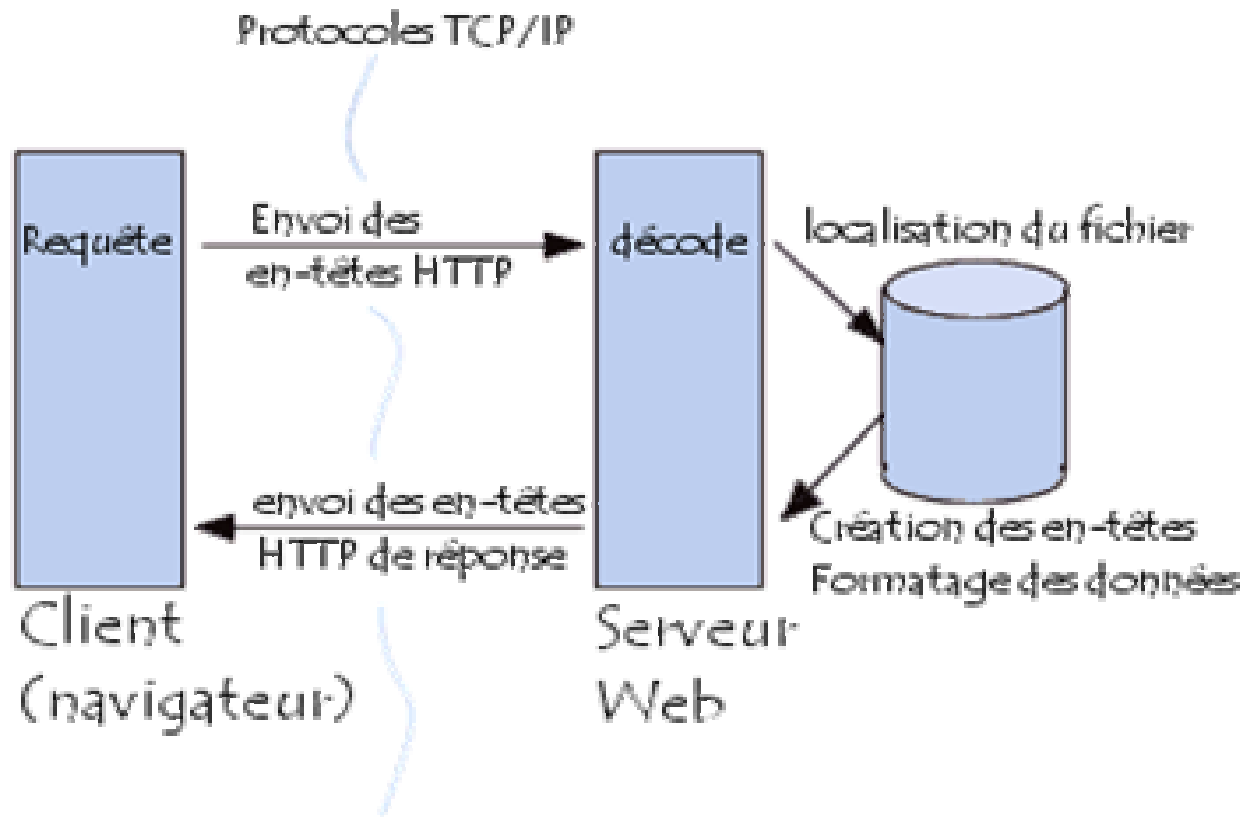 Protocoles TCP/IP
Requête
Envoi des
en-têtes HTTP
décode
localisation du fichier
envoi des en-têtes
HTTP de réponse
Création des en-têtes
Formatage des données
Client
(navigateur)
Serveur
Web